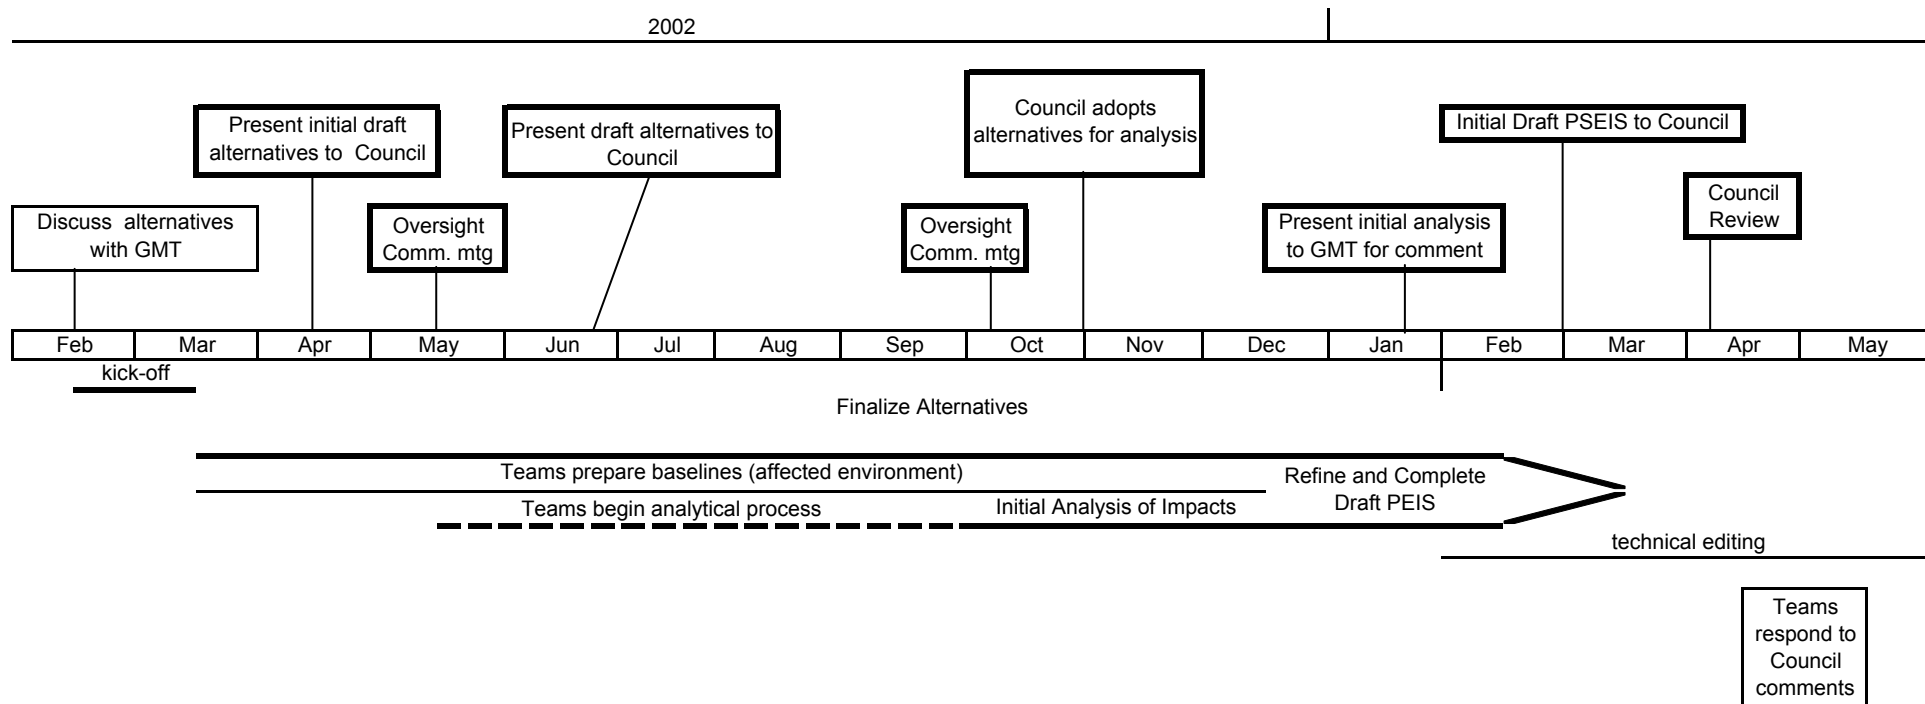 2002
Present initial draft
alternatives to Council
Present draft alternatives to
Council
Council adopts
alternatives for analysis
Initial Draft PSEIS to Council
Discuss alternatives
with GMT
Oversight
Comm. mtg
Oversight
Comm. mtg
Present initial analysis
to GMT for comment
Council
Review
Feb Mar Apr May Jun Jul Aug Sep Oct Nov Dec Jan Feb Mar Apr May
kick-off
Finalize Alternatives
Teams prepare baselines (affected environment)
Refine and Complete
Draft PEIS
Teams begin analytical process
Initial Analysis of Impacts
technical editing
Teams
respond to
Council
comments